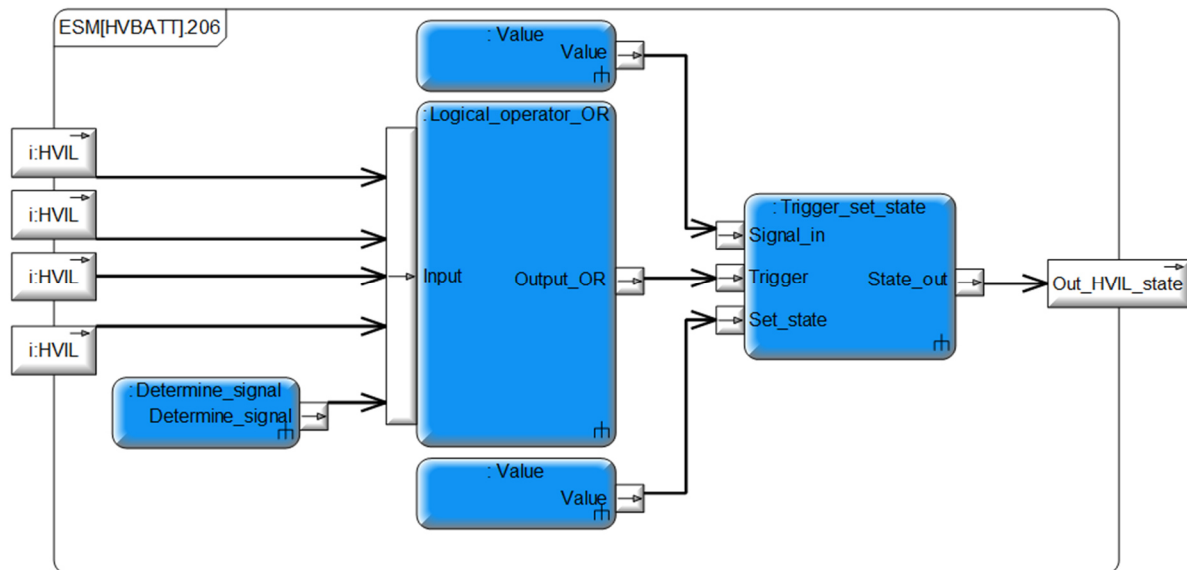 ESM[HVBATT].206
: Value
Value
: Logical_operator_OR
i:HVIL
i:HVIL
i:HVIL
i:HVIL
Input
Output_OR
: Trigger_set_state
Signal_in
Trigger
Set_state
State_out
Out_HVIL_state
: Determine_signal
Determine_signal
: Value
Value